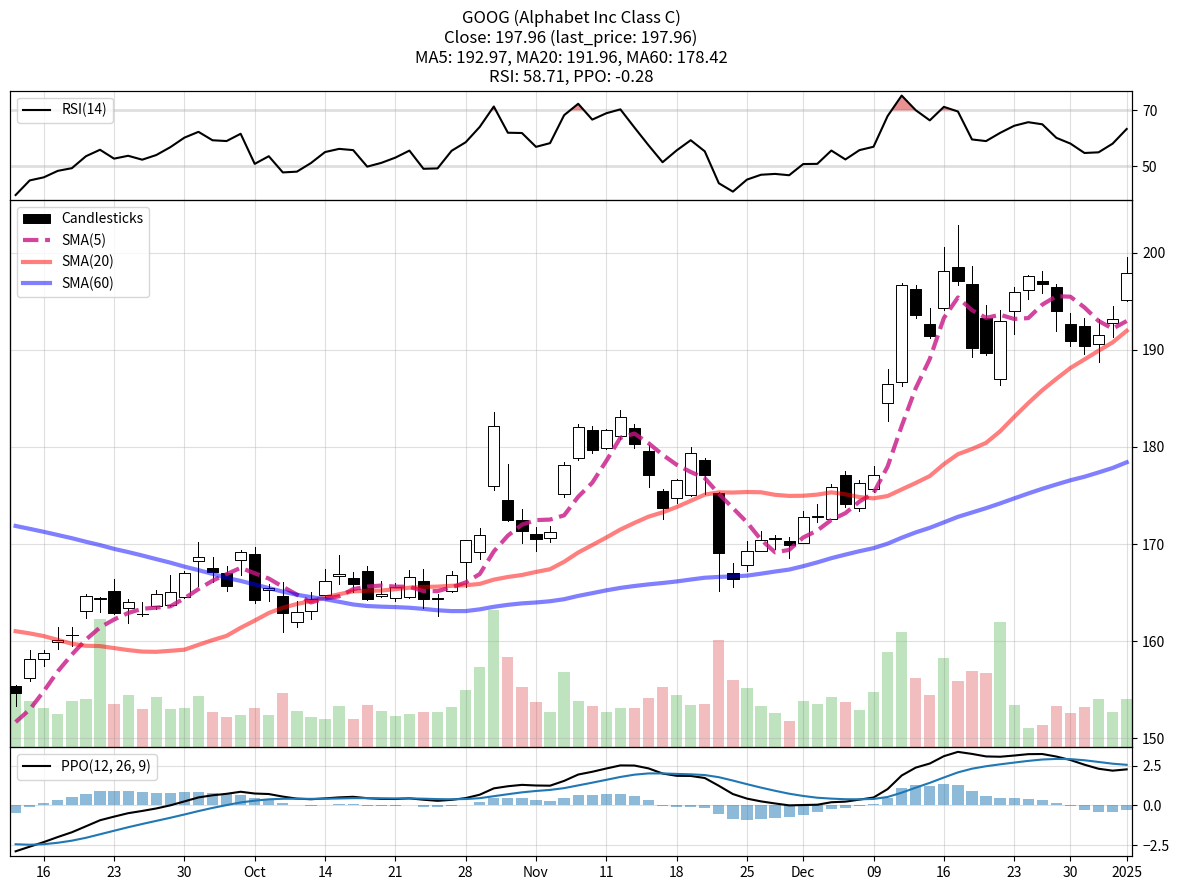 GOOG (Alphabet Inc Class C)
Close: 197.96 (last_price: 197.96)
MA5: 192.97, MA20: 191.96, MA60: 178.42
RSI: 58.71, PPO: -0.28
RSI(14)
70
50
Candlesticks
SMA(5)
SMA(20)
SMA(60)
200
190
180
170
160
150
PPO(12, 26, 9)
2.5
0.0
−2.5
16 23 30 Oct 14 21 28 Nov 11 18 25 Dec 09 16 23 30 2025